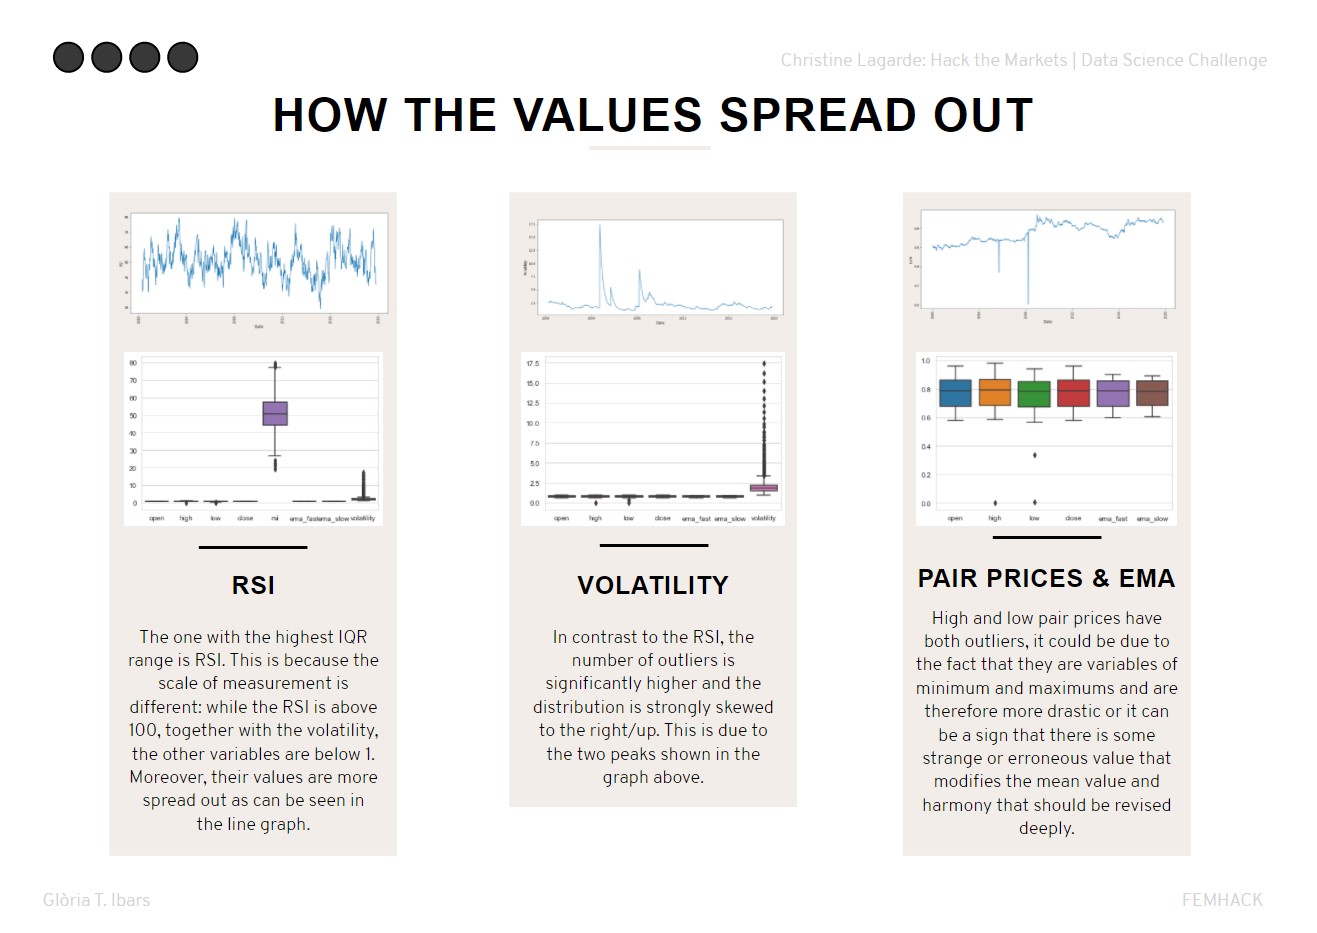 Christine Lagarde: Hack the Markets | Data Science Challenge
HOW THE VALUES SPREAD OUT
80
70
60
50
40
30
20
10
0
open high low close rsi ema_fast ema_slow volatility
RSI
The one with the highest IQR
range is RSI. This is because the
scale of measurement is
different: while the RSI is above
100, together with the volatility,
the other variables are below 1.
Moreover, their values are more
spread out as can be seen in
the line graph.
17.5
15.0
12.5
10.0
7.5
5.0
2.5
0.0
open high low close ema_fast ema_slow volatility
VOLATILITY
In contrast to the RSI, the
number of outliers is
significantly higher and the
distribution is strongly skewed
to the right/up. This is due to
the two peaks shown in the
graph above.
1.0
0.8
0.6
0.4
0.2
0.0
open high low close ema_fast ema_slow
PAIR PRICES & EMA
High and low pair prices have
both outliers, it could be due to
the fact that they are variables of
minimum and maximums and are
therefore more drastic or it can
be a sign that there is some
strange or erroneous value that
modifies the mean value and
harmony that should be revised
deeply.
Glòria T. Ibars
FEMHACK